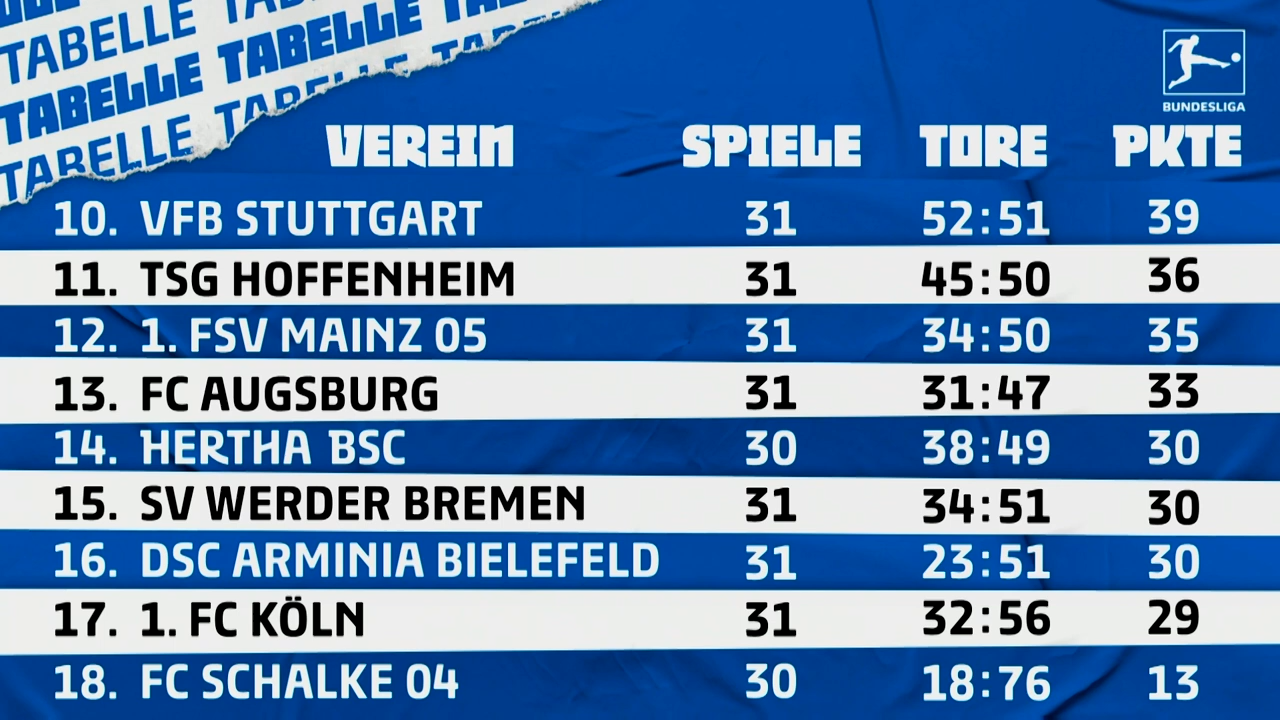 TABELLE TAB
TABELLE TABELLE TA
TABELLE
TABELLE
BUNDESLIGA
VEREIN SPIELE TORE PKTE
10. VFB STUTTGART 31 52:51 39
11. TSG HOFFENHEIM 31 45:50 36
12. 1. FSV MAINZ 05 31 34:50 35
13. FC AUGSBURG 31 31:47 33
14. HERTHA BSC 30 38:49 30
15. SV WERDER BREMEN 31 34:51 30
16. DSC ARMINIA BIELEFELD 31 23:51 30
17. 1. FC KÖLN 31 32:56 29
18. FC SCHALKE 04 30 18:76 13